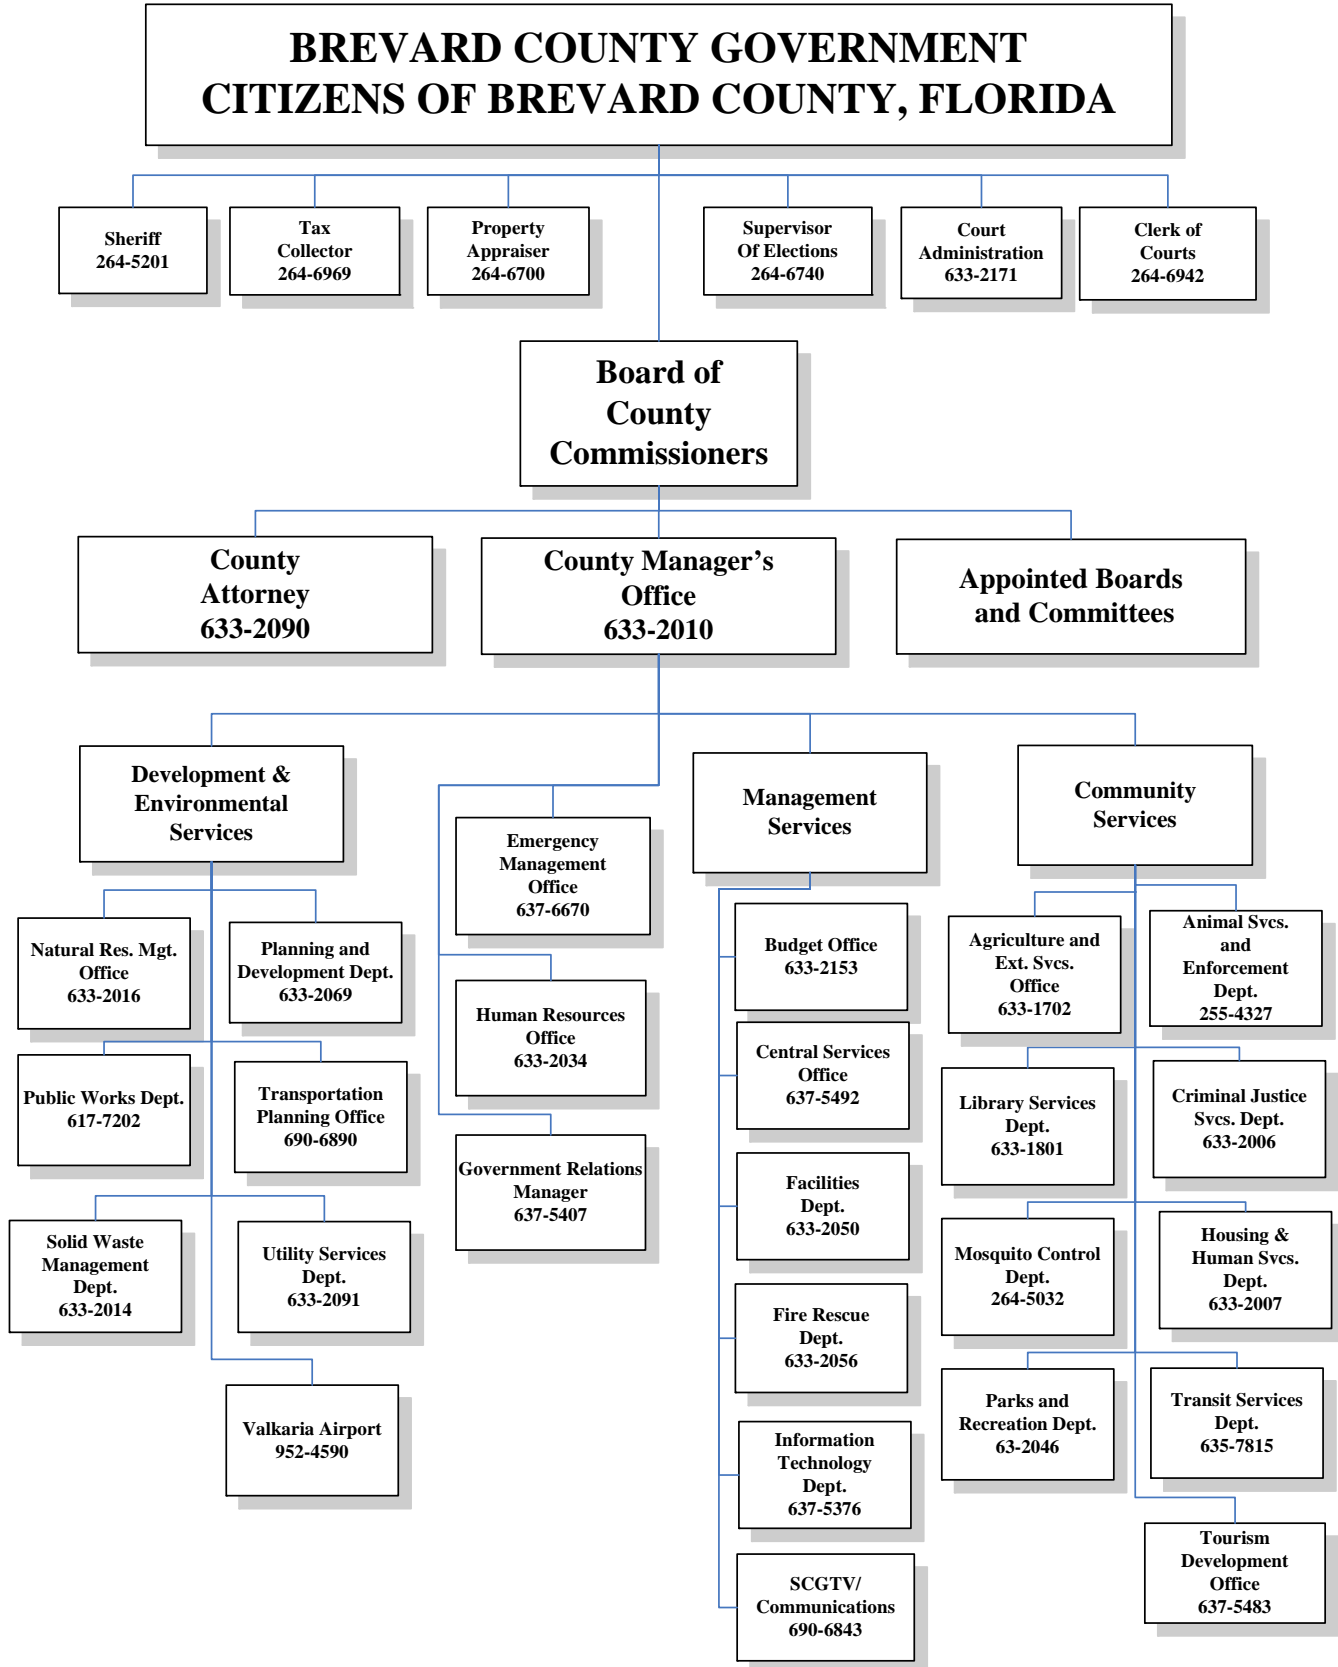 BREVARD COUNTY GOVERNMENT
CITIZENS OF BREVARD COUNTY, FLORIDA
Sheriff
264-5201
Tax
Collector
264-6969
Property
Appraiser
264-6700
Supervisor
Of Elections
264-6740
Court
Administration
633-2171
Clerk of
Courts
264-6942
Board of
County
Commissioners
County
Attorney
633-2090
County Manager's
Office
633-2010
Appointed Boards
and Committees
Development &
Environmental
Services
Natural Res. Mgt.
Office
633-2016
Planning and
Development Dept.
633-2069
Public Works Dept.
617-7202
Transportation
Planning Office
690-6890
Solid Waste
Management
Dept.
633-2014
Utility Services
Dept.
633-2091
Valkaria Airport
952-4590
Emergency
Management
Office
637-6670
Human Resources
Office
633-2034
Government Relations
Manager
637-5407
Management
Services
Budget Office
633-2153
Central Services
Office
637-5492
Facilities
Dept.
633-2050
Fire Rescue
Dept.
633-2056
Information
Technology
Dept.
637-5376
SCGTV/
Communications
690-6843
Community
Services
Agriculture and
Ext. Svcs.
Office
633-1702
Animal Svcs.
and
Enforcement
Dept.
255-4327
Library Services
Dept.
633-1801
Criminal Justice
Svcs. Dept.
633-2006
Mosquito Control
Dept.
264-5032
Housing &
Human Svcs.
Dept.
633-2007
Parks and
Recreation Dept.
63-2046
Transit Services
Dept.
635-7815
Tourism
Development
Office
637-5483